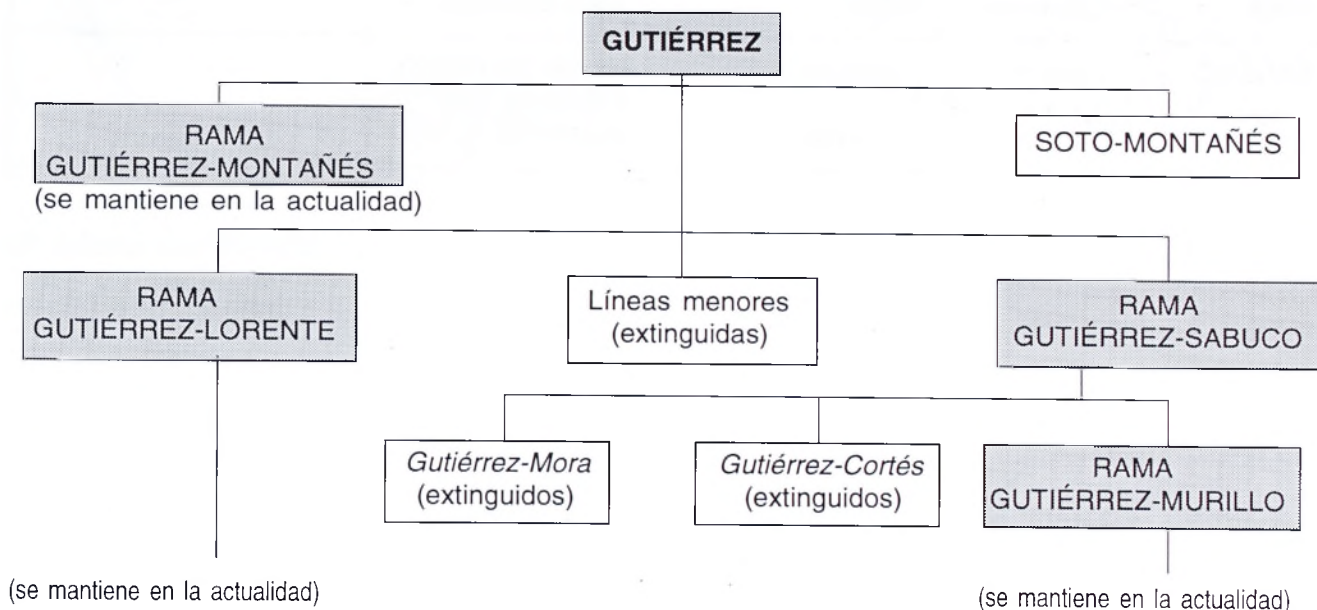 GUTIÉRREZ
RAMA
GUTIÉRREZ-MONTAÑÉS
(se mantiene en la actualidad)
SOTO-MONTAÑÉS
RAMA
GUTIÉRREZ-LORENTE
Líneas menores
(extinguidas)
RAMA
GUTIÉRREZ-SABUCO
Gutiérrez-Mora
(extinguidos)
Gutiérrez-Cortés
(extinguidos)
RAMA
GUTIÉRREZ-MURILLO
(se mantiene en la actualidad)
(se mantiene en la actualidad)